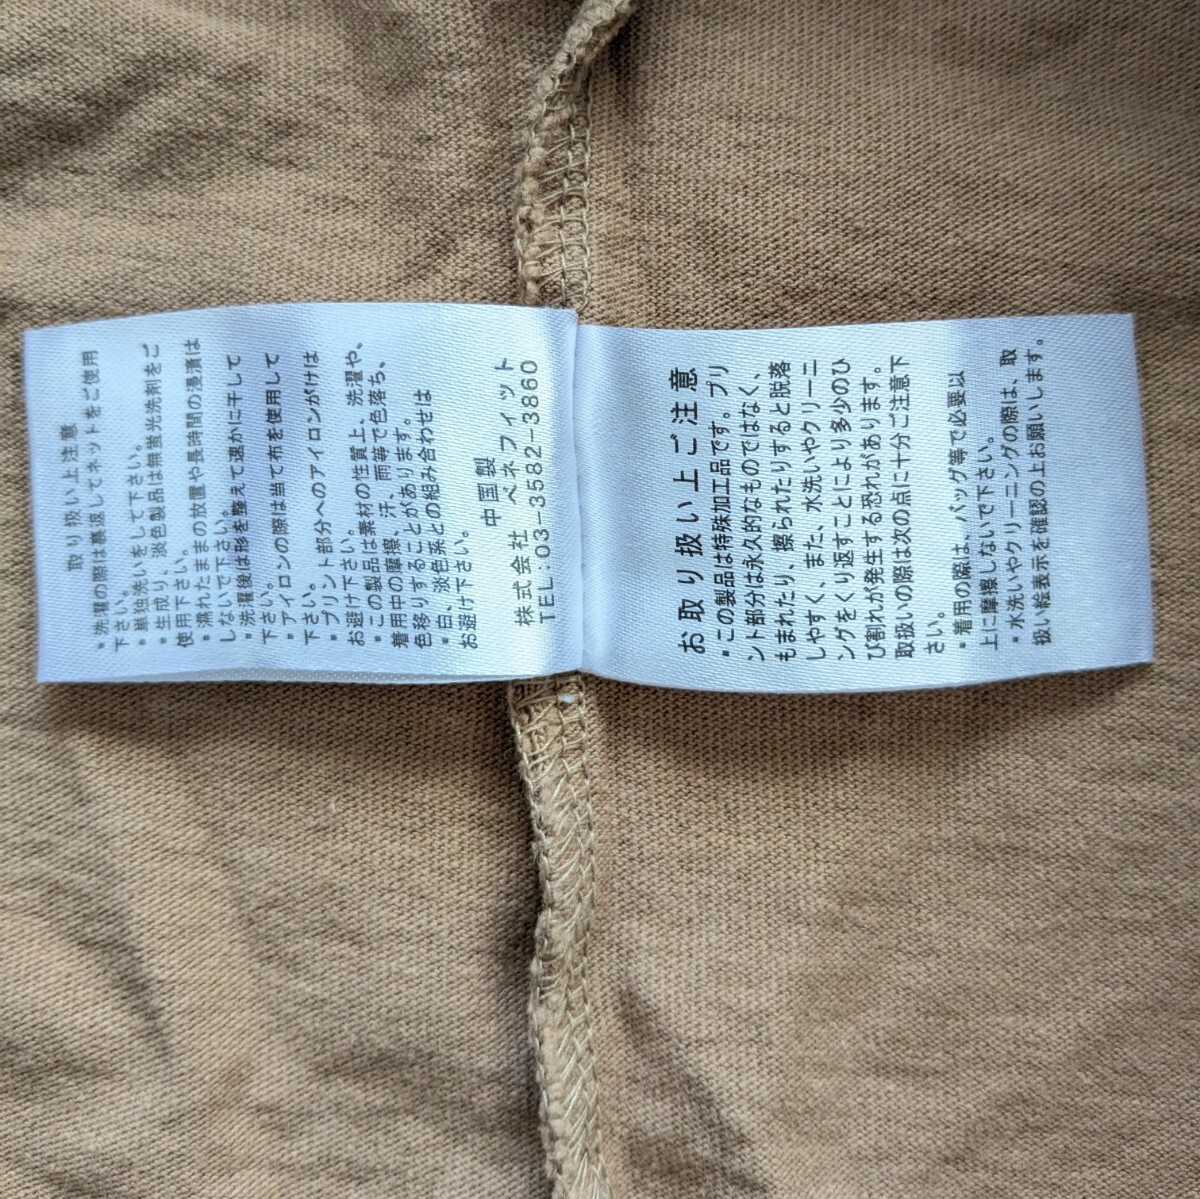 取り扱い上注意
・洗濯の際は裏返してネットをご使用
下さい。
・単独洗いをして下さい。
・生成り、淡色製品は無蛍光洗剤をご
使用下さい。
・濡れたままの放置や長時間の浸漬は
しないで下さい。
・洗濯後は形を整えて速かに干して
下さい。
・アイロンの際は当て布を使用して
下さい。
・プリント部分へのアイロンがけは
お避け下さい。
・この製品は素材の性質上、洗濯や、
着用中の摩擦、汗、雨等で色落ち、
色移りすることがあります。
・白、淡色系との組み合わせは
お避け下さい。
中国製
株式会社 ベネフィット
TEL:03-3582-3860
お取り扱い上ご注意
・この製品は特殊加工品です。プリ
ント部分は永久的なものではなく、
もまれたり、擦られたりすると脱落
しやすく、また、水洗いやクリーニ
ングをくり返すことにより多少のひ
び割れが発生する恐れがあります。
取扱いの際は次の点に十分ご注意下
さい。
・着用の際は、バッグ等で必要以
上に摩擦しないで下さい。
・水洗いやクリーニングの際は、取
扱い絵表示を確認の上お願いします。